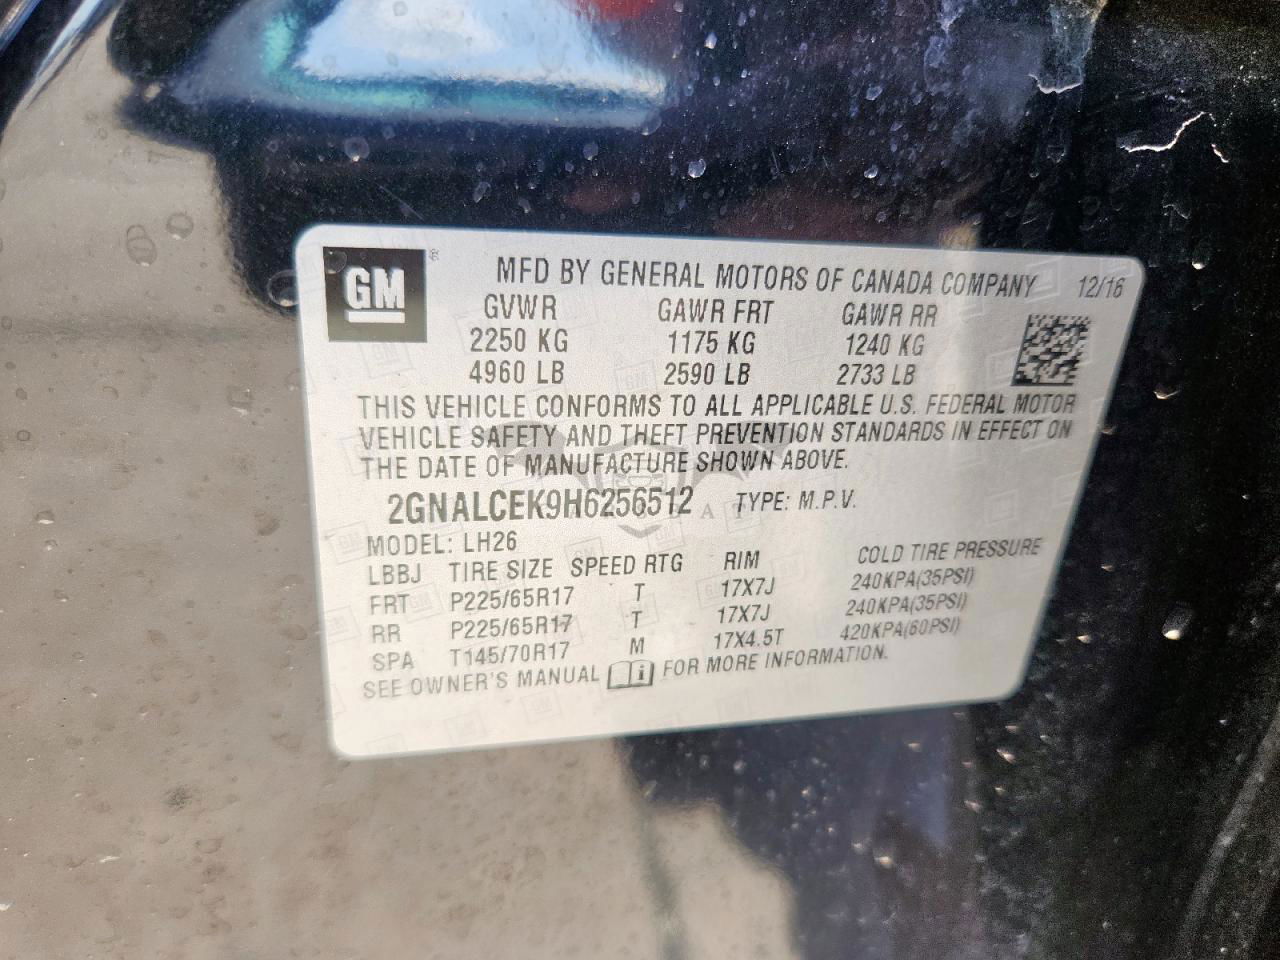 GM ® MFD BY GENERAL MOTORS OF CANADA COMPANY 12/16
GVWR GAWR FRT GAWR RR
2250 KG 1175 KG 1240 KG
4960 LB 2590 LB 2733 LB
THIS VEHICLE CONFORMS TO ALL APPLICABLE U.S. FEDERAL MOTOR
VEHICLE SAFETY AND THEFT PREVENTION STANDARDS IN EFFECT ON
THE DATE OF MANUFACTURE SHOWN ABOVE.
2GNALCEK9H6256512 TYPE: M.P.V.
MODEL: LH26
LBBJ TIRE SIZE SPEED RTG RIM COLD TIRE PRESSURE
FRT P225/65R17 T 17X7J 240KPA(35PSI)
RR P225/65R17 T 17X7J 240KPA(35PSI)
SPA T145/70R17 M 17X4.5T 420KPA(60PSI)
SEE OWNER'S MANUAL i FOR MORE INFORMATION.